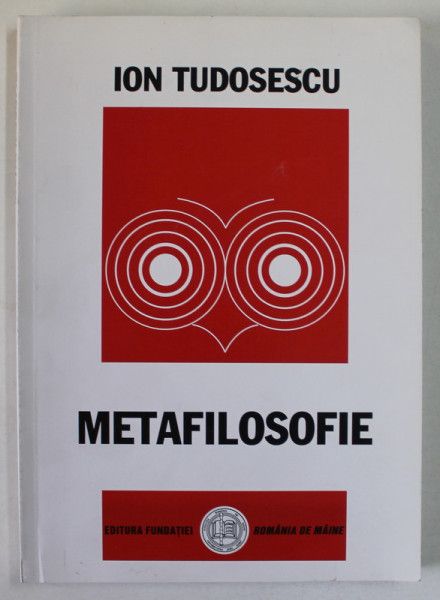 ION TUDOSESCU
METAFILOSOFIE
EDITURA FUNDAȚIEI ROMÂNIA DE MÂINE